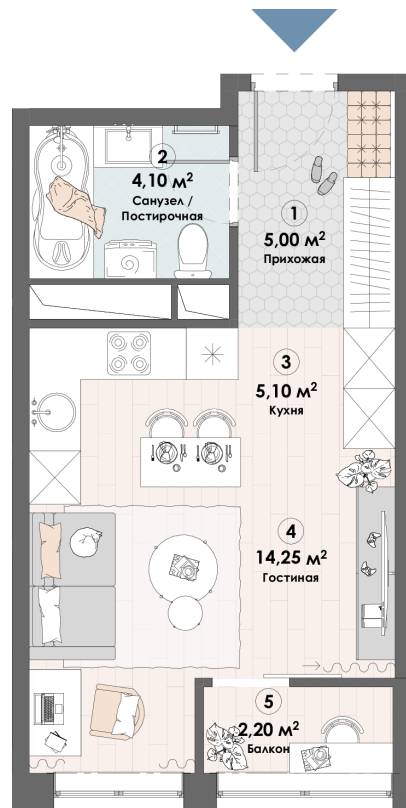 2
4,10 м²
Санузел /
Постирочная
1
5,00 м²
Прихожая
3
5,10 м²
Кухня
4
14,25 м²
Гостиная
5
2,20 м²
Балкон